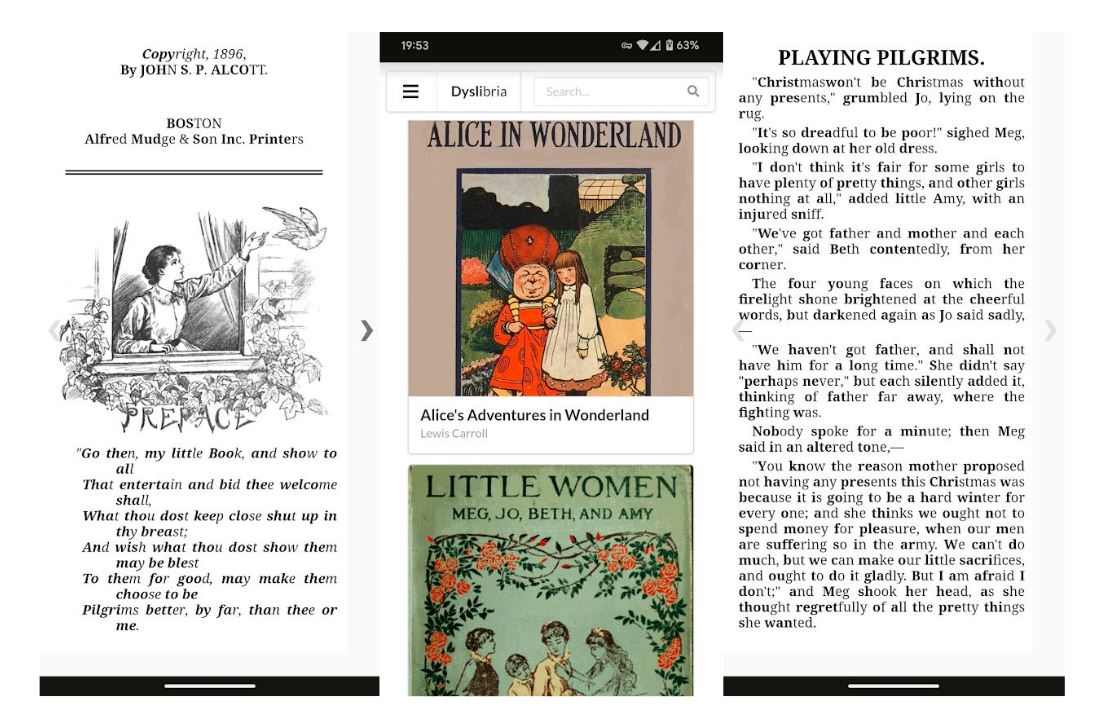 Copyright, 1896,
By JOHN S. P. ALCOTT.
BOSTON
Alfred Mudge & Son Inc. Printers
PREFACE
"Go then, my little Book, and show to
all
That entertain and bid thee welcome
shall,
What thou dost keep close shut up in
thy breast;
And wish what thou dost show them
may be blest
To them for good, may make them
choose to be
Pilgrims better, by far, than thee or
me.
19:53
63%
Dyslibria
Search...
ALICE IN WONDERLAND
Alice's Adventures in Wonderland
Lewis Carroll
LITTLE WOMEN
MEG, JO, BETH, AND AMY
PLAYING PILGRIMS.
"Christmaswon't be Christmas without
any presents," grumbled Jo, lying on the
rug.
"It's so dreadful to be poor!" sighed Meg,
looking down at her old dress.
"I don't think it's fair for some girls to
have plenty of pretty things, and other girls
nothing at all," added little Amy, with an
injured sniff.
"We've got father and mother and each
other," said Beth contentedly, from her
corner.
The four young faces on which the
firelight shone brightened at the cheerful
words, but darkened again as Jo said sadly,
—
"We haven't got father, and shall not
have him for a long time." She didn't say
"perhaps never," but each silently added it,
thinking of father far away, where the
fighting was.
Nobody spoke for a minute; then Meg
said in an altered tone,—
"You know the reason mother proposed
not having any presents this Christmas was
because it is going to be a hard winter for
every one; and she thinks we ought not to
spend money for pleasure, when our men
are suffering so in the army. We can't do
much, but we can make our little sacrifices,
and ought to do it gladly. But I am afraid I
don't;" and Meg shook her head, as she
thought regretfully of all the pretty things
she wanted.